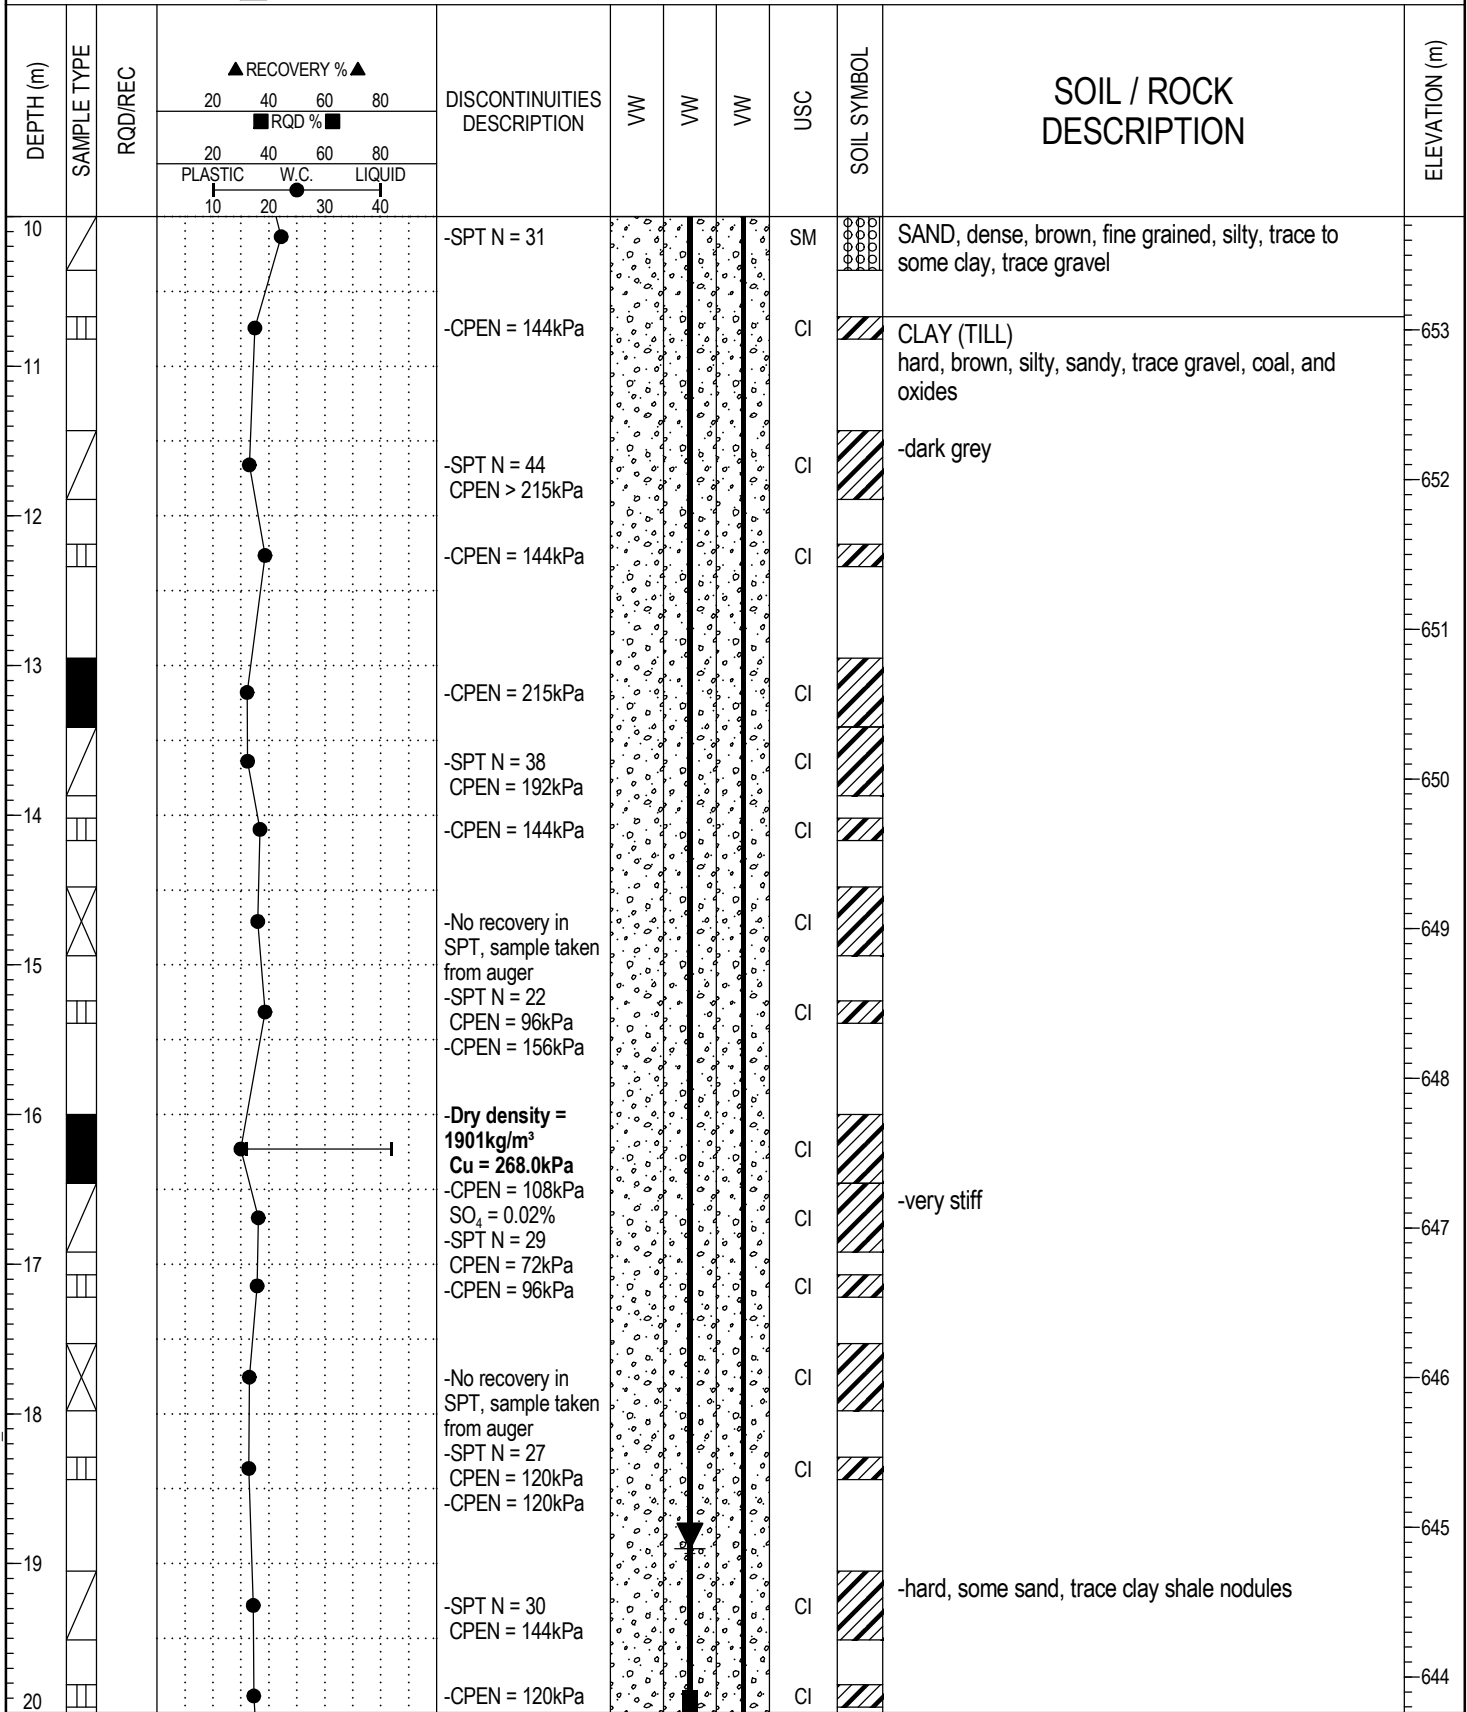 DEPTH (m)
SAMPLE TYPE
RQD/REC
▲ RECOVERY % ▲
20 40 60 80
■ RQD % ■
20 40 60 80
PLASTIC W.C. LIQUID
10 20 30 40
DISCONTINUITIES
DESCRIPTION
VW
VW
VW
USC
SOIL SYMBOL
SOIL / ROCK
DESCRIPTION
ELEVATION (m)
10
-SPT N = 31
SM
SAND, dense, brown, fine grained, silty, trace to
some clay, trace gravel
-CPEN = 144kPa
CI
653
CLAY (TILL)
hard, brown, silty, sandy, trace gravel, coal, and
oxides
11
-dark grey
-SPT N = 44
CPEN > 215kPa
CI
652
12
-CPEN = 144kPa
CI
651
13
-CPEN = 215kPa
CI
-SPT N = 38
CPEN = 192kPa
CI
650
14
-CPEN = 144kPa
CI
-No recovery in
SPT, sample taken
from auger
CI
649
15
-SPT N = 22
CPEN = 96kPa
-CPEN = 156kPa
CI
648
16
-Dry density =
1901kg/m³
Cu = 268.0kPa
CI
-CPEN = 108kPa
SO₄ = 0.02%
CI
-very stiff
647
-SPT N = 29
CPEN = 72kPa
17
-CPEN = 96kPa
CI
-No recovery in
SPT, sample taken
from auger
CI
646
18
-SPT N = 27
CPEN = 120kPa
-CPEN = 120kPa
CI
645
19
-hard, some sand, trace clay shale nodules
-SPT N = 30
CPEN = 144kPa
CI
644
20
-CPEN = 120kPa
CI